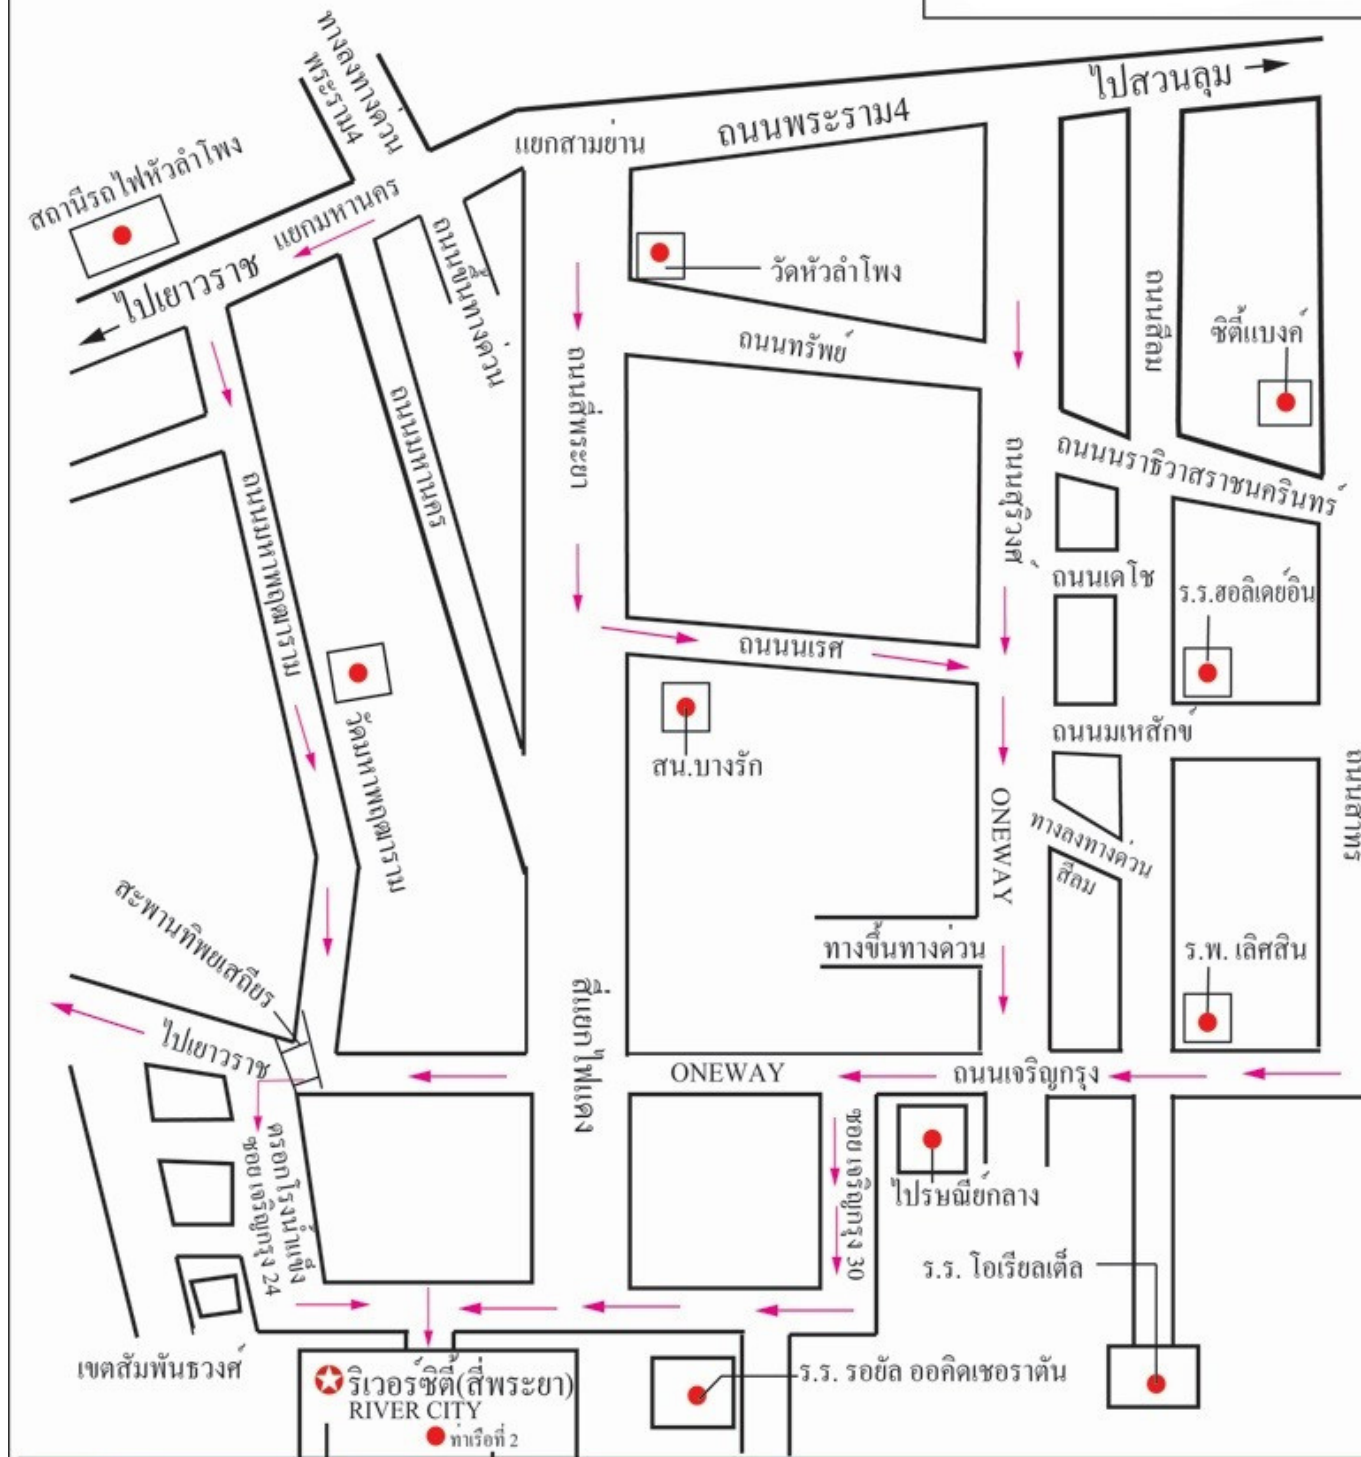 ทางลงทางด่วน
พระราม4
ไปสวนลุม
ถนนพระราม4
แยกสามย่าน
สถานีรถไฟหัวลำโพง
แยกมหานคร
ไปเยาวราช
ถนนขึ้นทางด่วน
วัดหัวลำโพง
ถนนสีลม
ซิตี้แบงค์
ถนนทรัพย์
ถนนสี่พระยา
ถนนมหานคร
ถนนสุริวงศ์
ถนนนราธิวาสราชนครินทร์
ถนนมหาพฤฒาราม
ถนนเดโช
ร.ร.ฮอลิเดย์อิน
ถนนนเรศ
วัดมหาพฤฒาราม
สน.บางรัก
ถนนมเหสักข์
ถนนสาทร
ONEWAY
ทางลงทางด่วน
สีลม
สะพานทิพยเสถียร
ทางขึ้นทางด่วน
ร.พ. เลิศสิน
สี่แยกไฟแดง
ไปเยาวราช
ONEWAY
ถนนเจริญกรุง
ตรอกโรงน้ำแข็ง
ซอย เจริญกรุง 24
ซอย เจริญกรุง 30
ไปรษณีย์กลาง
ร.ร. โอเรียลเต็ล
เขตสัมพันธวงศ์
ริเวอร์ซิตี้(สี่พระยา)
RIVER CITY
ท่าเรือที่ 2
ร.ร. รอยัล ออคิดเชอราตัน